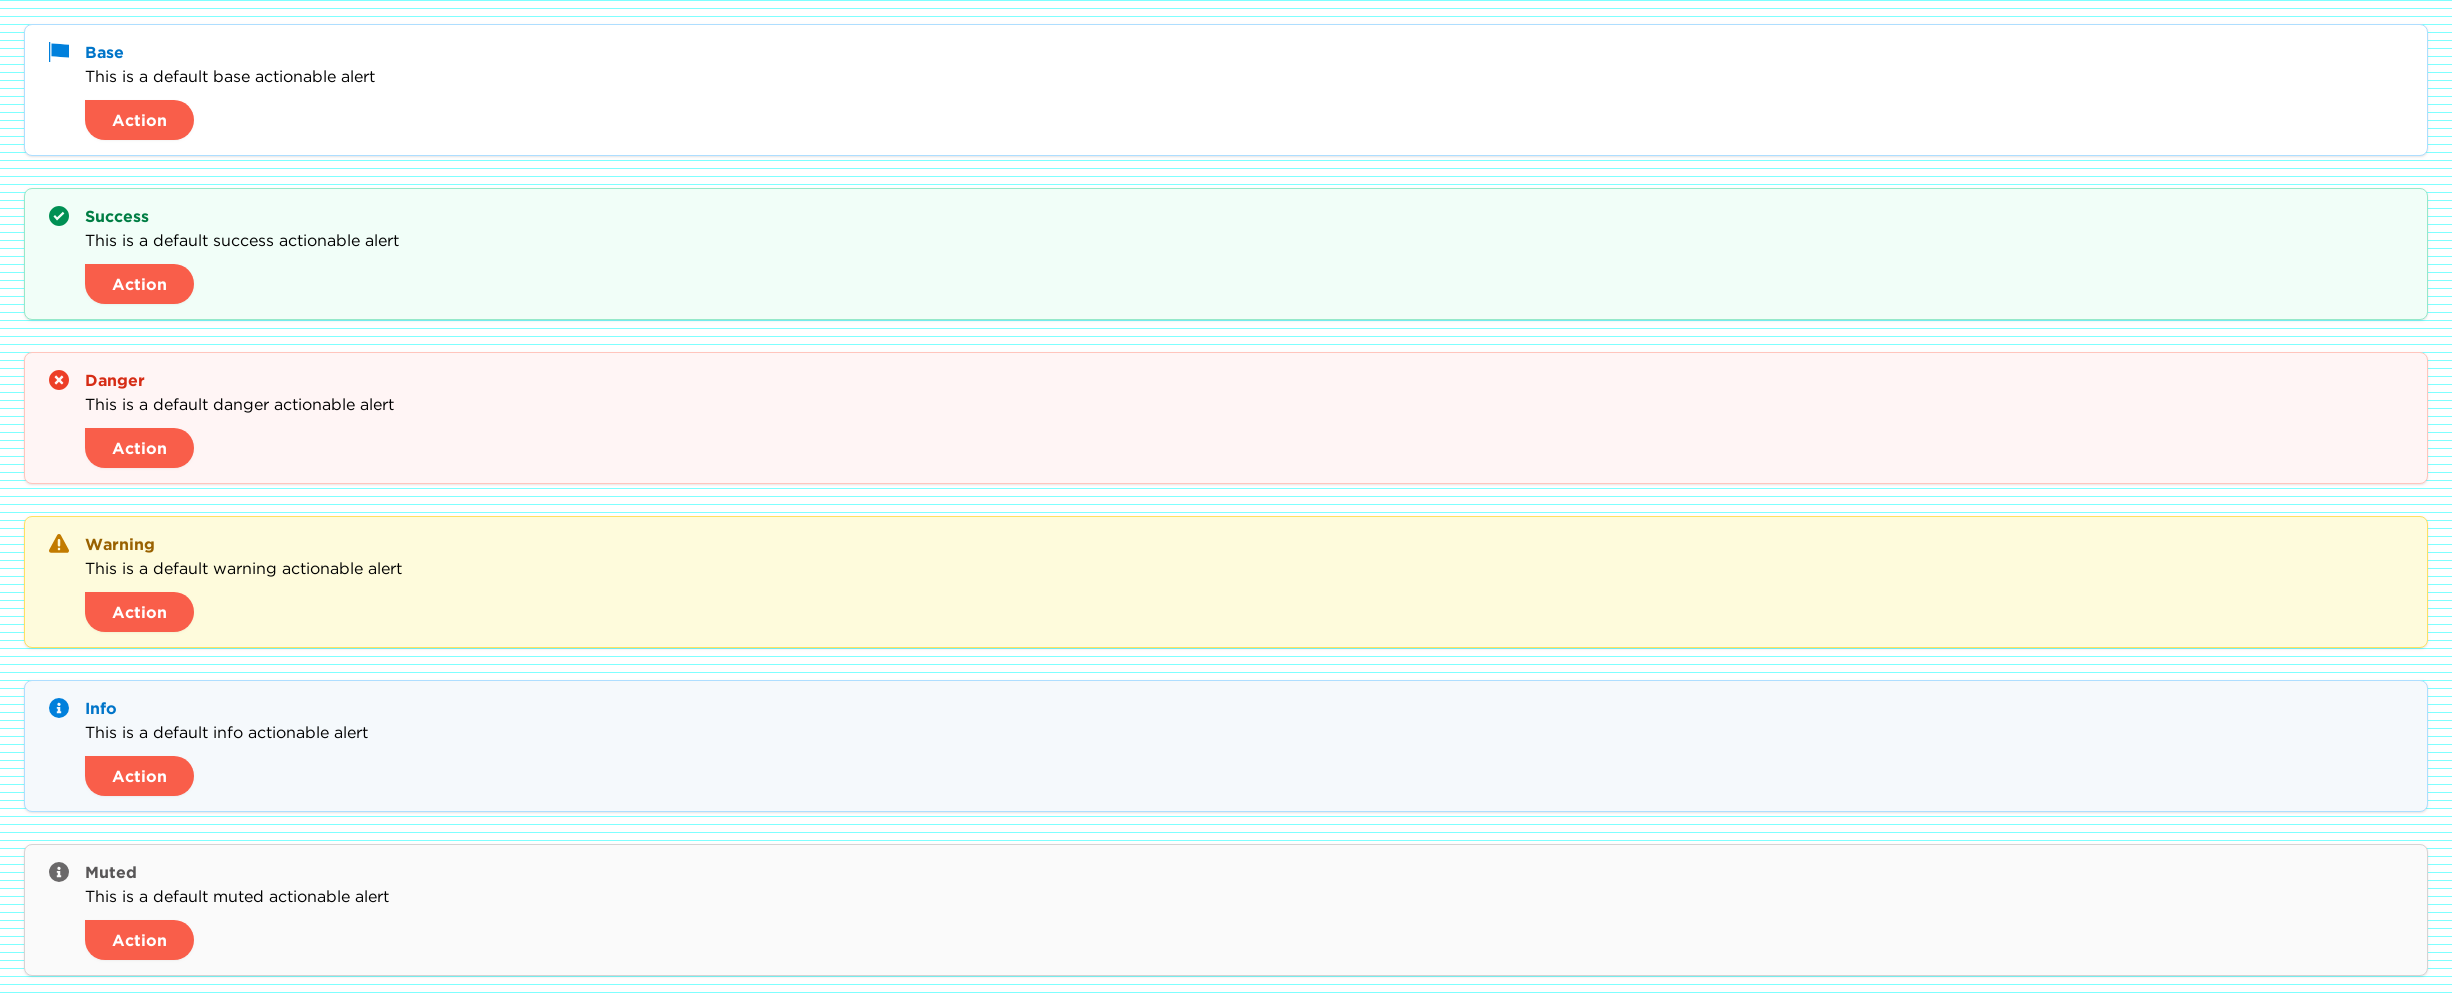 Base
This is a default base actionable alert
Action
Success
This is a default success actionable alert
Action
Danger
This is a default danger actionable alert
Action
Warning
This is a default warning actionable alert
Action
Info
This is a default info actionable alert
Action
Muted
This is a default muted actionable alert
Action